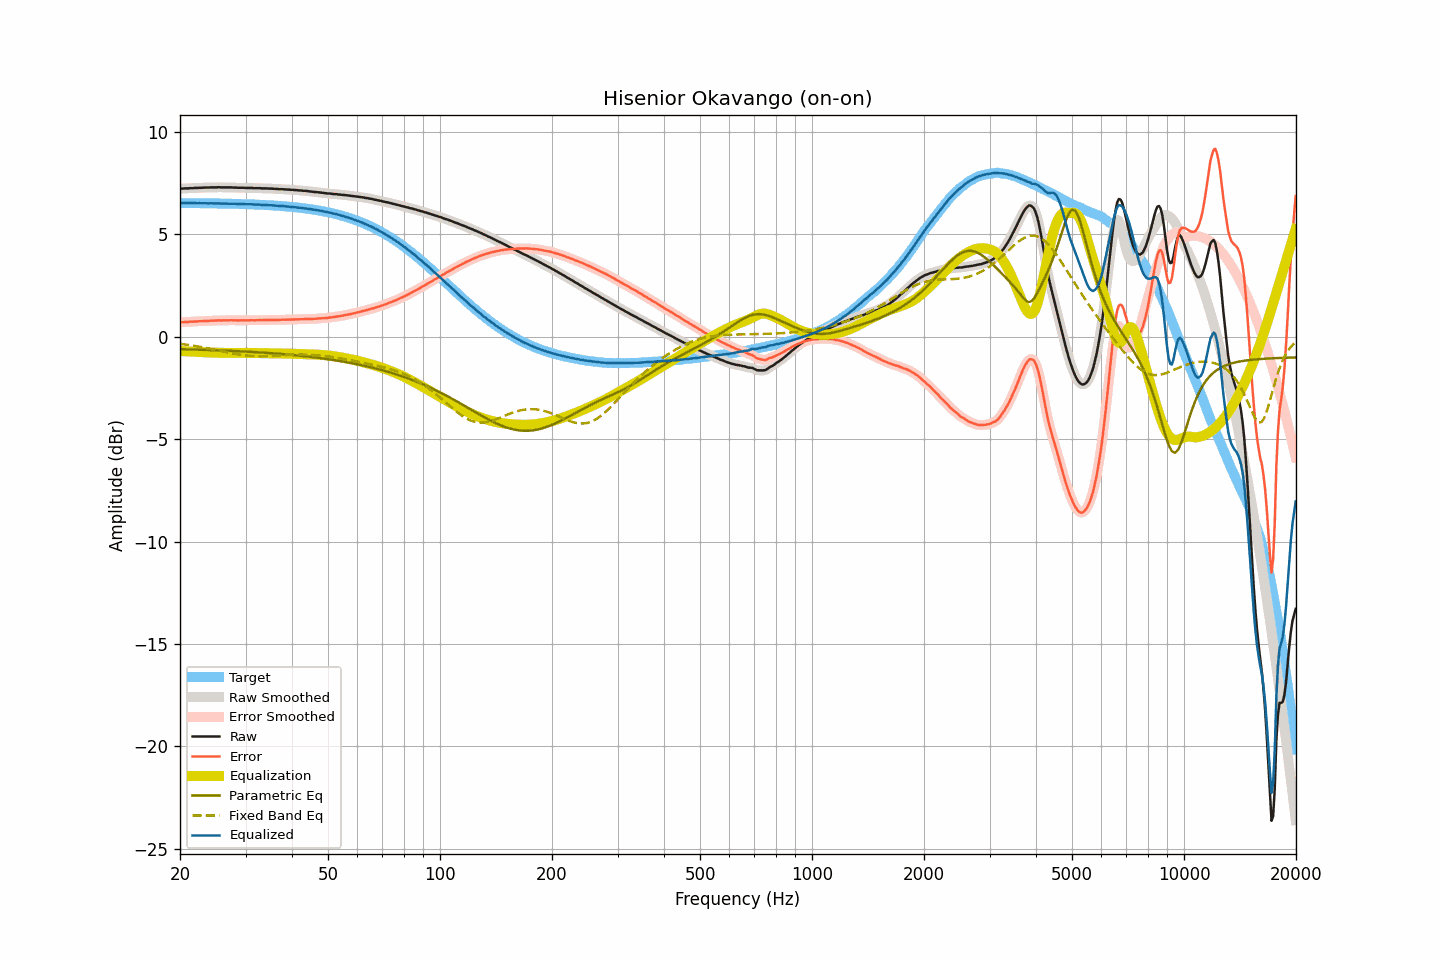 Hisenior Okavango (on-on)
10
5
0
−5
−10
−15
−20
−25
Amplitude (dBr)
Target
Raw Smoothed
Error Smoothed
Raw
Error
Equalization
Parametric Eq
Fixed Band Eq
Equalized
20 50 100 200 500 1000 2000 5000 10000 20000
Frequency (Hz)